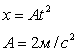 x = At²
A = 2м/с²